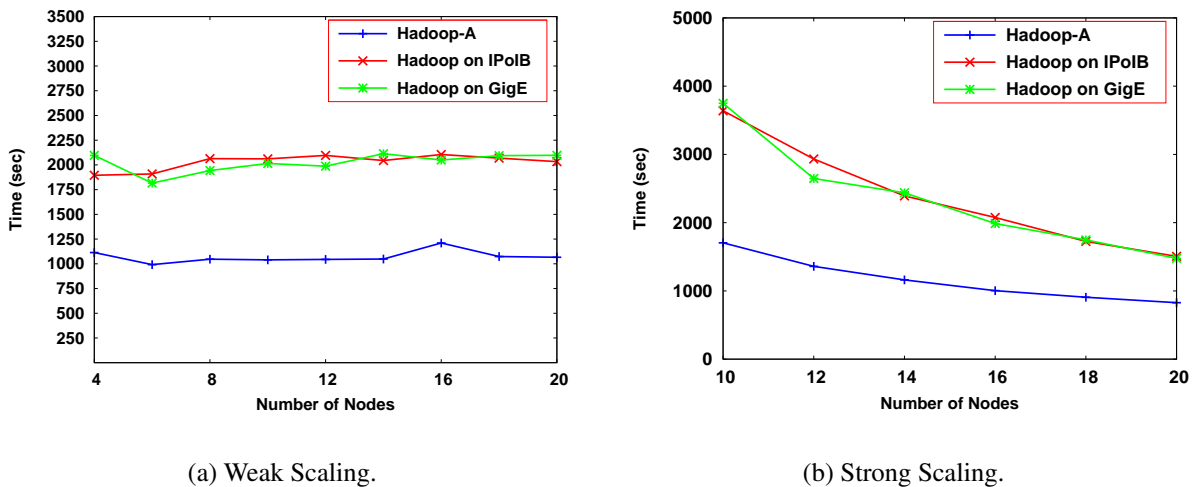 3500
3250
3000
2750
2500
2250
2000
1750
1500
1250
1000
750
500
250
4
8
12
16
20
Time (sec)
Number of Nodes
Hadoop-A
Hadoop on IPoIB
Hadoop on GigE
(a) Weak Scaling.
5000
4000
3000
2000
1000
0
10
12
14
16
18
20
Time (sec)
Number of Nodes
Hadoop-A
Hadoop on IPoIB
Hadoop on GigE
(b) Strong Scaling.